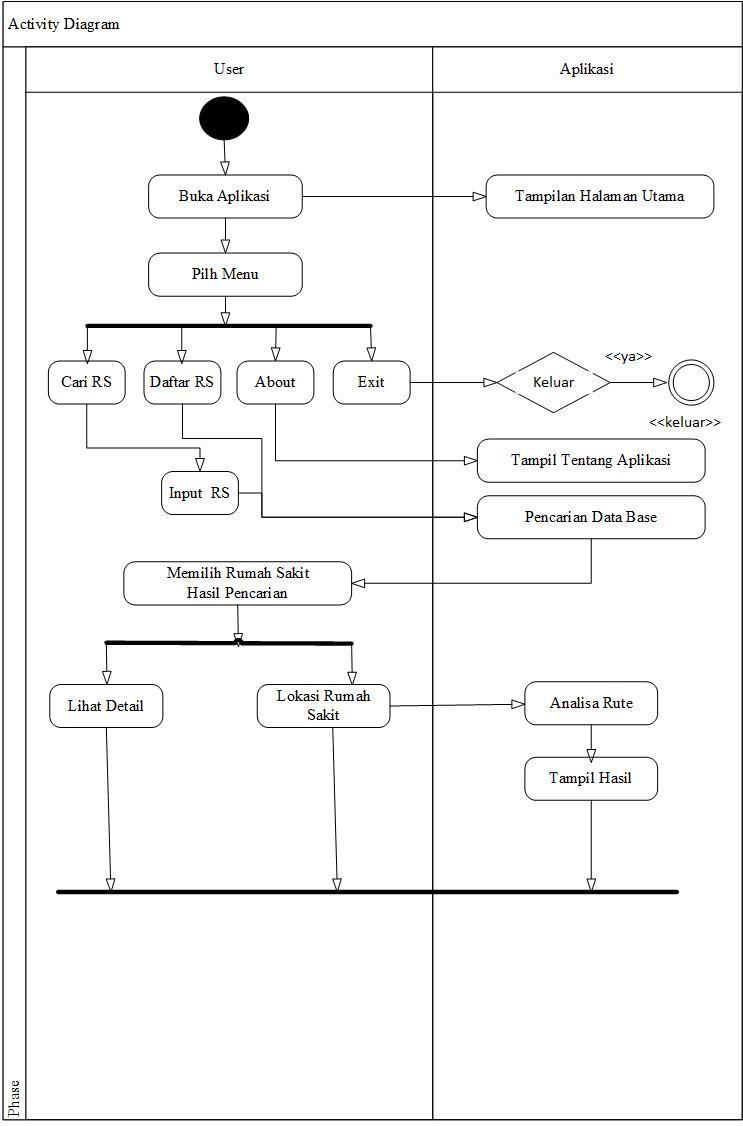 Activity Diagram
User
Aplikasi
Buka Aplikasi
Tampilan Halaman Utama
Pilh Menu
Cari RS
Daftar RS
About
Exit
Keluar
<<ya>>
<<keluar>>
Tampil Tentang Aplikasi
Input RS
Pencarian Data Base
Memilih Rumah Sakit
Hasil Pencarian
Lihat Detail
Lokasi Rumah
Sakit
Analisa Rute
Tampil Hasil
Phase